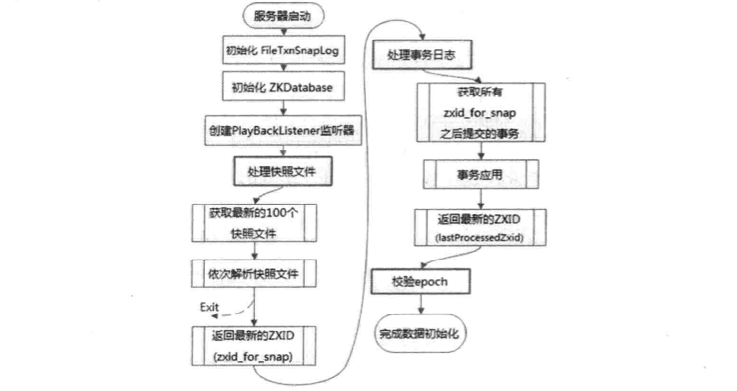 服务器启动
初始化 FileTxnSnapLog
初始化 ZKDatabase
创建PlayBackListener监听器
处理快照文件
获取最新的100个
快照文件
依次解析快照文件
Exit
返回最新的ZXID
(zxid_for_snap)
处理事务日志
获取所有
zxid_for_snap
之后提交的事务
事务应用
返回最新的ZXID
(lastProcessedZxid)
校验epoch
完成数据初始化